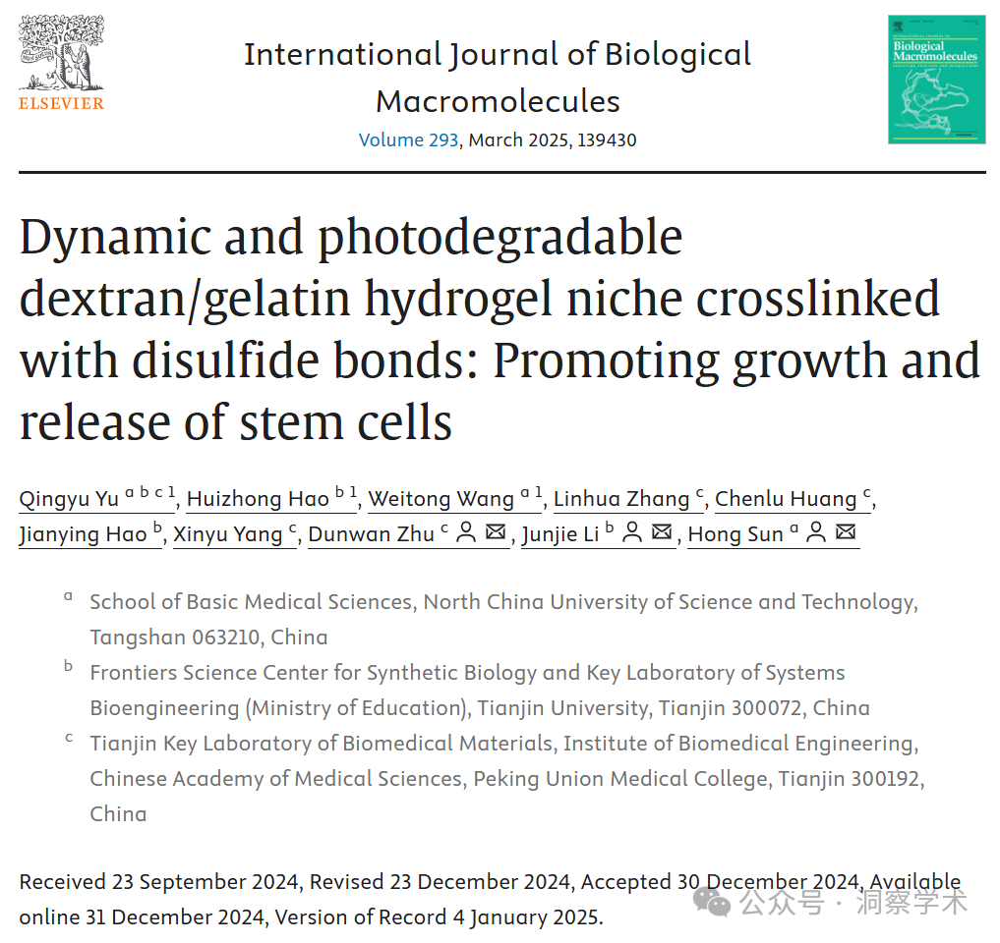 ELSEVIER
International Journal of Biological
Macromolecules
Volume 293, March 2025, 139430
Biological
Macromolecules
Dynamic and photodegradable
dextran/gelatin hydrogel niche crosslinked
with disulfide bonds: Promoting growth and
release of stem cells
Qingyu Yu a b c 1, Huizhong Hao b 1, Weitong Wang a 1, Linhua Zhang c, Chenlu Huang c,
Jianying Hao b, Xinyu Yang c, Dunwan Zhu c, Junjie Li b, Hong Sun a
a School of Basic Medical Sciences, North China University of Science and Technology,
Tangshan 063210, China
b Frontiers Science Center for Synthetic Biology and Key Laboratory of Systems
Bioengineering (Ministry of Education), Tianjin University, Tianjin 300072, China
c Tianjin Key Laboratory of Biomedical Materials, Institute of Biomedical Engineering,
Chinese Academy of Medical Sciences, Peking Union Medical College, Tianjin 300192,
China
Received 23 September 2024, Revised 23 December 2024, Accepted 30 December 2024, Available
online 31 December 2024, Version of Record 4 January 2025.
公众号 · 洞察学术